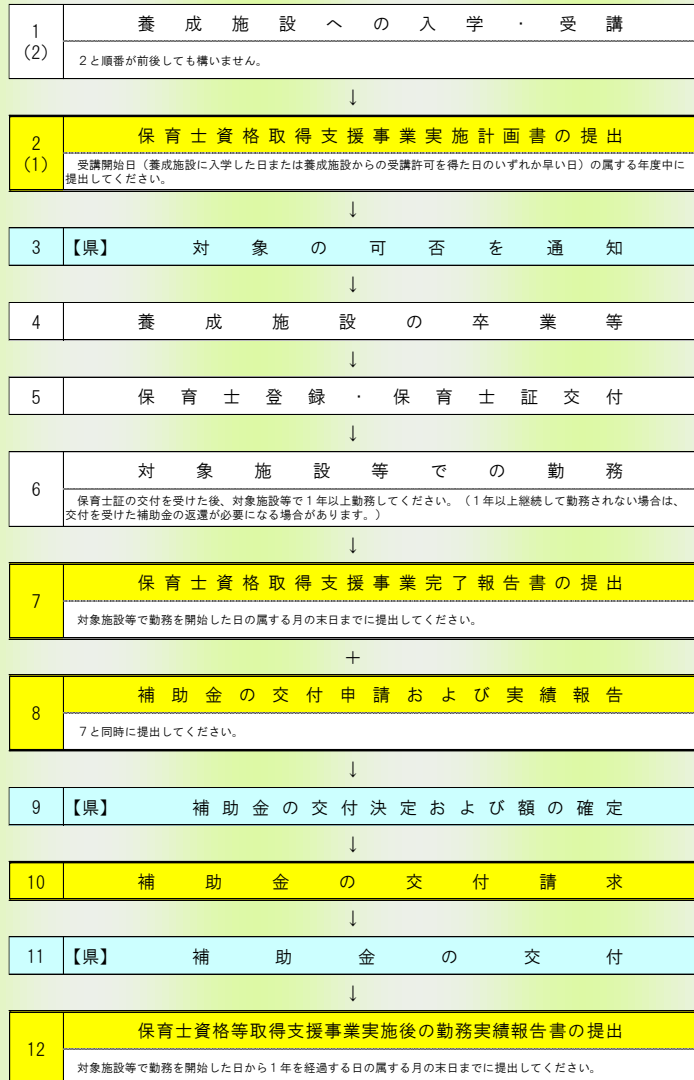 1
(2)
養成施設への入学・受講
２と順番が前後しても構いません。
↓
2
(1)
保育士資格取得支援事業実施計画書の提出
受講開始日（養成施設に入学した日または養成施設からの受講許可を得た日のいずれか早い日）の属する年度中に
提出してください。
↓
3
【県】 対象の可否を通知
↓
4
養成施設の卒業等
↓
5
保育士登録・保育士証交付
↓
6
対象施設等での勤務
保育士証の交付を受けた後、対象施設等で１年以上勤務してください。（１年以上継続して勤務されない場合は、
交付を受けた補助金の返還が必要になる場合があります。）
↓
7
保育士資格取得支援事業完了報告書の提出
対象施設等で勤務を開始した日の属する月の末日までに提出してください。
＋
8
補助金の交付申請および実績報告
７と同時に提出してください。
↓
9
【県】 補助金の交付決定および額の確定
↓
10
補助金の交付請求
↓
11
【県】 補助金の交付
↓
12
保育士資格等取得支援事業実施後の勤務実績報告書の提出
対象施設等で勤務を開始した日から１年を経過する日の属する月の末日までに提出してください。